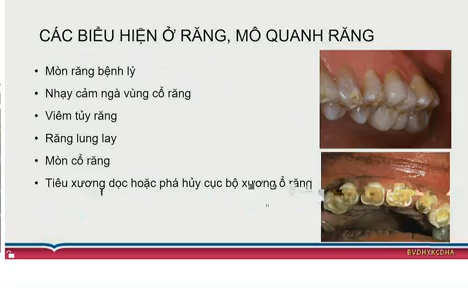 CÁC BIỂU HIỆN Ở RĂNG, MÔ QUANH RĂNG
• Mòn răng bệnh lý
• Nhạy cảm ngà vùng cổ răng
• Viêm tủy răng
• Răng lung lay
• Mòn cổ răng
• Tiêu xương dọc hoặc phá hủy cục bộ xương ổ răng
BVDHYKCDHA